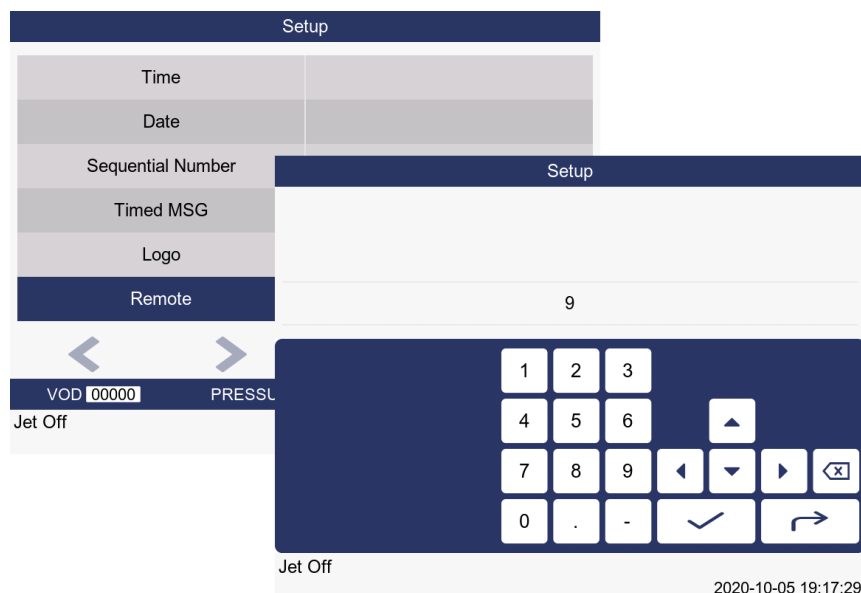 Setup
Time
Date
Sequential Number
Timed MSG
Logo
Remote
VOD 00000 PRESSU
Jet Off
Setup
9
1 2 3
4 5 6
7 8 9
0 . -
Jet Off
2020-10-05 19:17:29